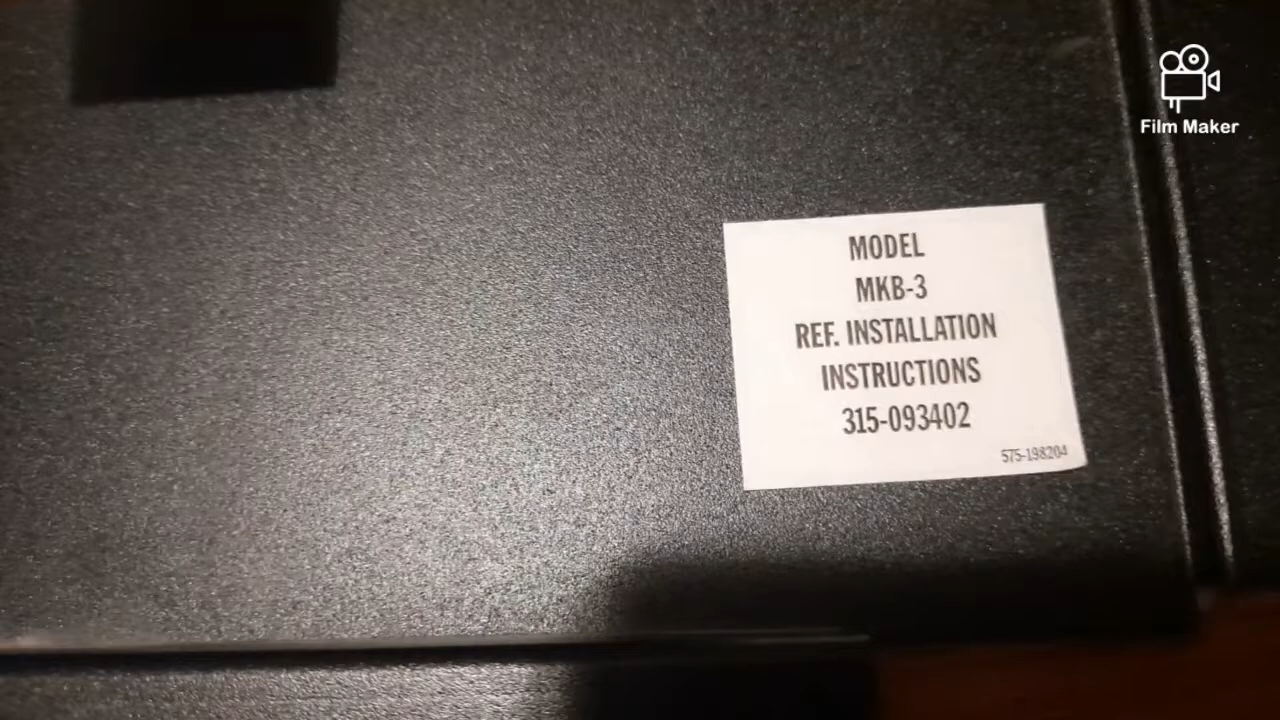 Film Maker
MODEL
MKB-3
REF. INSTALLATION
INSTRUCTIONS
315-093402
575-198204